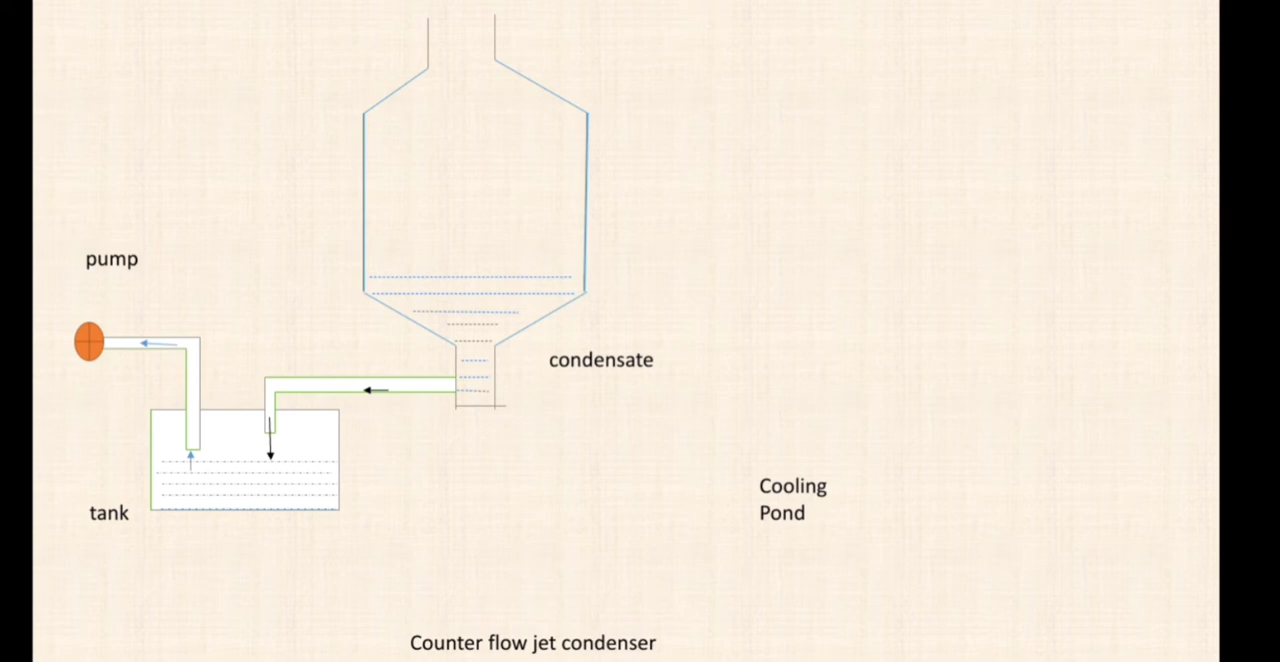 pump
condensate
Cooling
Pond
tank
Counter flow jet condenser